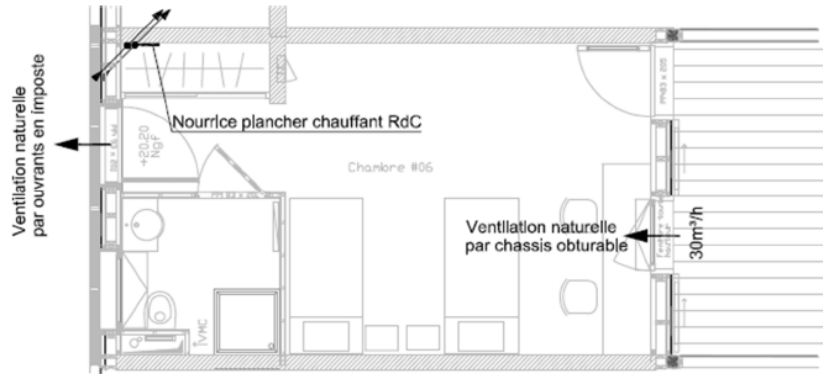 Ventilation naturelle
par ouvrants en imposte
Nourrice plancher chauffant RdC
+20.20
Ngf
Chambre #06
Ventilation naturelle
par chassis obturable
30m³/h
VMC